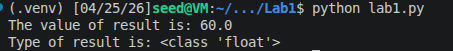 (.venv) [04/25/26]seed@VM:~/.../Lab1$ python lab1.py
The value of result is: 60.0
Type of result is: <class 'float'>